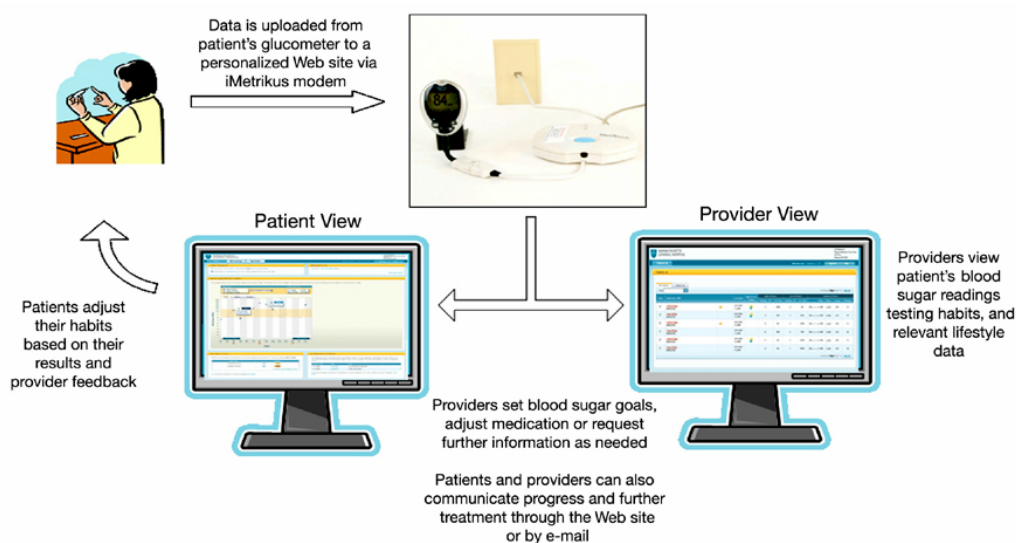 Data is uploaded from
patient's glucometer to a
personalized Web site via
iMetrikus modem
84
Patient View
Provider View
Providers view
patient's blood
sugar readings
testing habits, and
relevant lifestyle
data
Patients adjust
their habits
based on their
results and
provider feedback
Providers set blood sugar goals,
adjust medication or request
further information as needed
Patients and providers can also
communicate progress and further
treatment through the Web site
or by e-mail